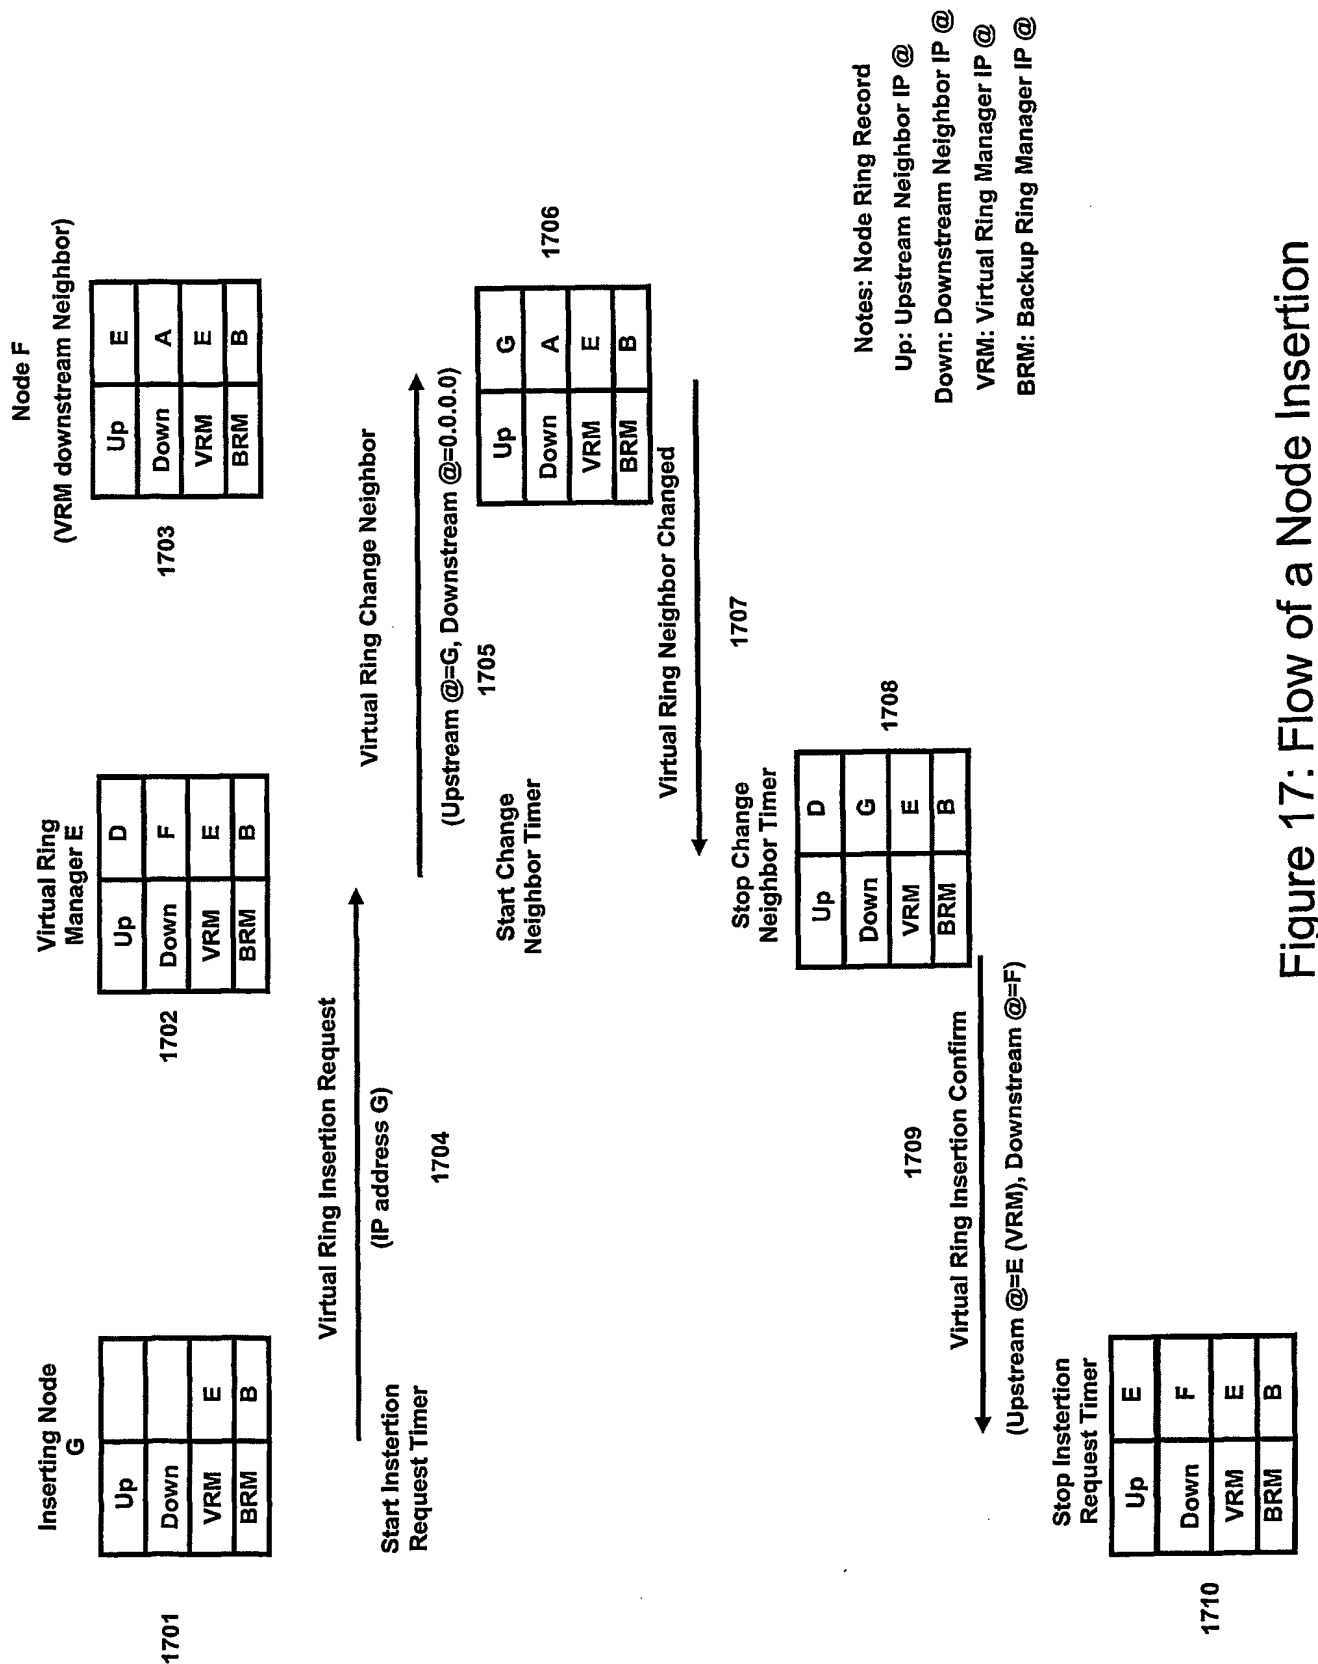 Inserting Node
G
Virtual Ring
Manager E
Node F
(VRM downstream Neighbor)
1701
Up
Down
VRM E
BRM B
1702
Up D
Down F
VRM E
BRM B
1703
Up E
Down A
VRM E
BRM B
Virtual Ring Insertion Request
(IP address G)
Start Instertion
Request Timer
1704
Virtual Ring Change Neighbor
(Upstream @=G, Downstream @=0.0.0.0)
1705
Start Change
Neighbor Timer
Up G
Down A
VRM E
BRM B
1706
Virtual Ring Neighbor Changed
1707
Stop Change
Neighbor Timer
Up D
Down G
VRM E
BRM B
1708
1709
Virtual Ring Insertion Confirm
(Upstream @=E (VRM), Downstream @=F)
Stop Instertion
Request Timer
1710
Up E
Down F
VRM E
BRM B
Notes: Node Ring Record
Up: Upstream Neighbor IP @
Down: Downstream Neighbor IP @
VRM: Virtual Ring Manager IP @
BRM: Backup Ring Manager IP @
Figure 17: Flow of a Node Insertion